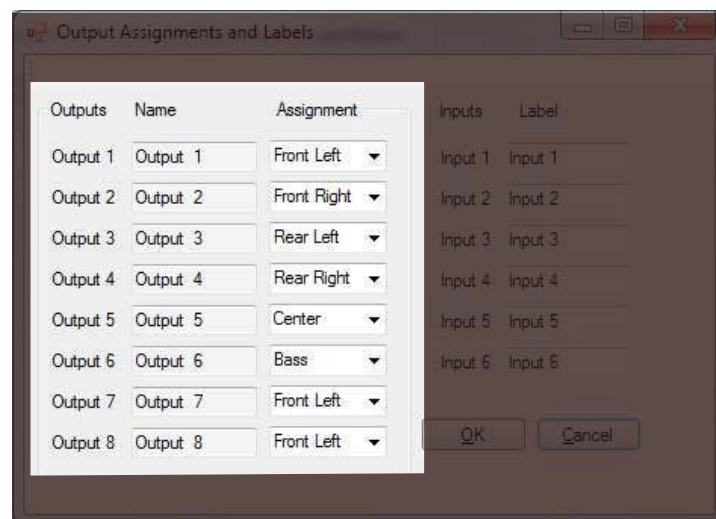 Output Assignments and Labels
Outputs Name Assignment Inputs Label
Output 1 Output 1 Front Left Input 1 Input 1
Output 2 Output 2 Front Right Input 2 Input 2
Output 3 Output 3 Rear Left Input 3 Input 3
Output 4 Output 4 Rear Right Input 4 Input 4
Output 5 Output 5 Center Input 5 Input 5
Output 6 Output 6 Bass Input 6 Input 6
Output 7 Output 7 Front Left
Output 8 Output 8 Front Left
OK Cancel